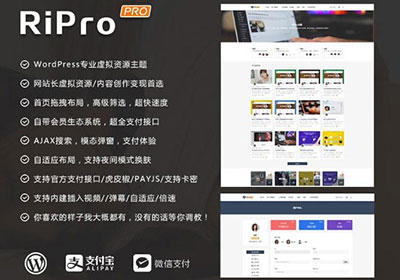 RiPro PRO
WordPress专业虚拟资源主题
网站长虚拟资源/内容创作变现首选
首页拖拽布局，高级筛选，超快速度
自带会员生态系统，超全支付接口
AJAX搜索，模态弹窗，支付体验
自适应布局，支持夜间模式换肤
支持官方支付接口/虎皮椒/PAYJS/支持卡密
支持内建插入视频//弹幕/自适应/倍速
你喜欢的样子我大概都有，没有的话等你调教！
支付宝
ALIPAY
微信支付